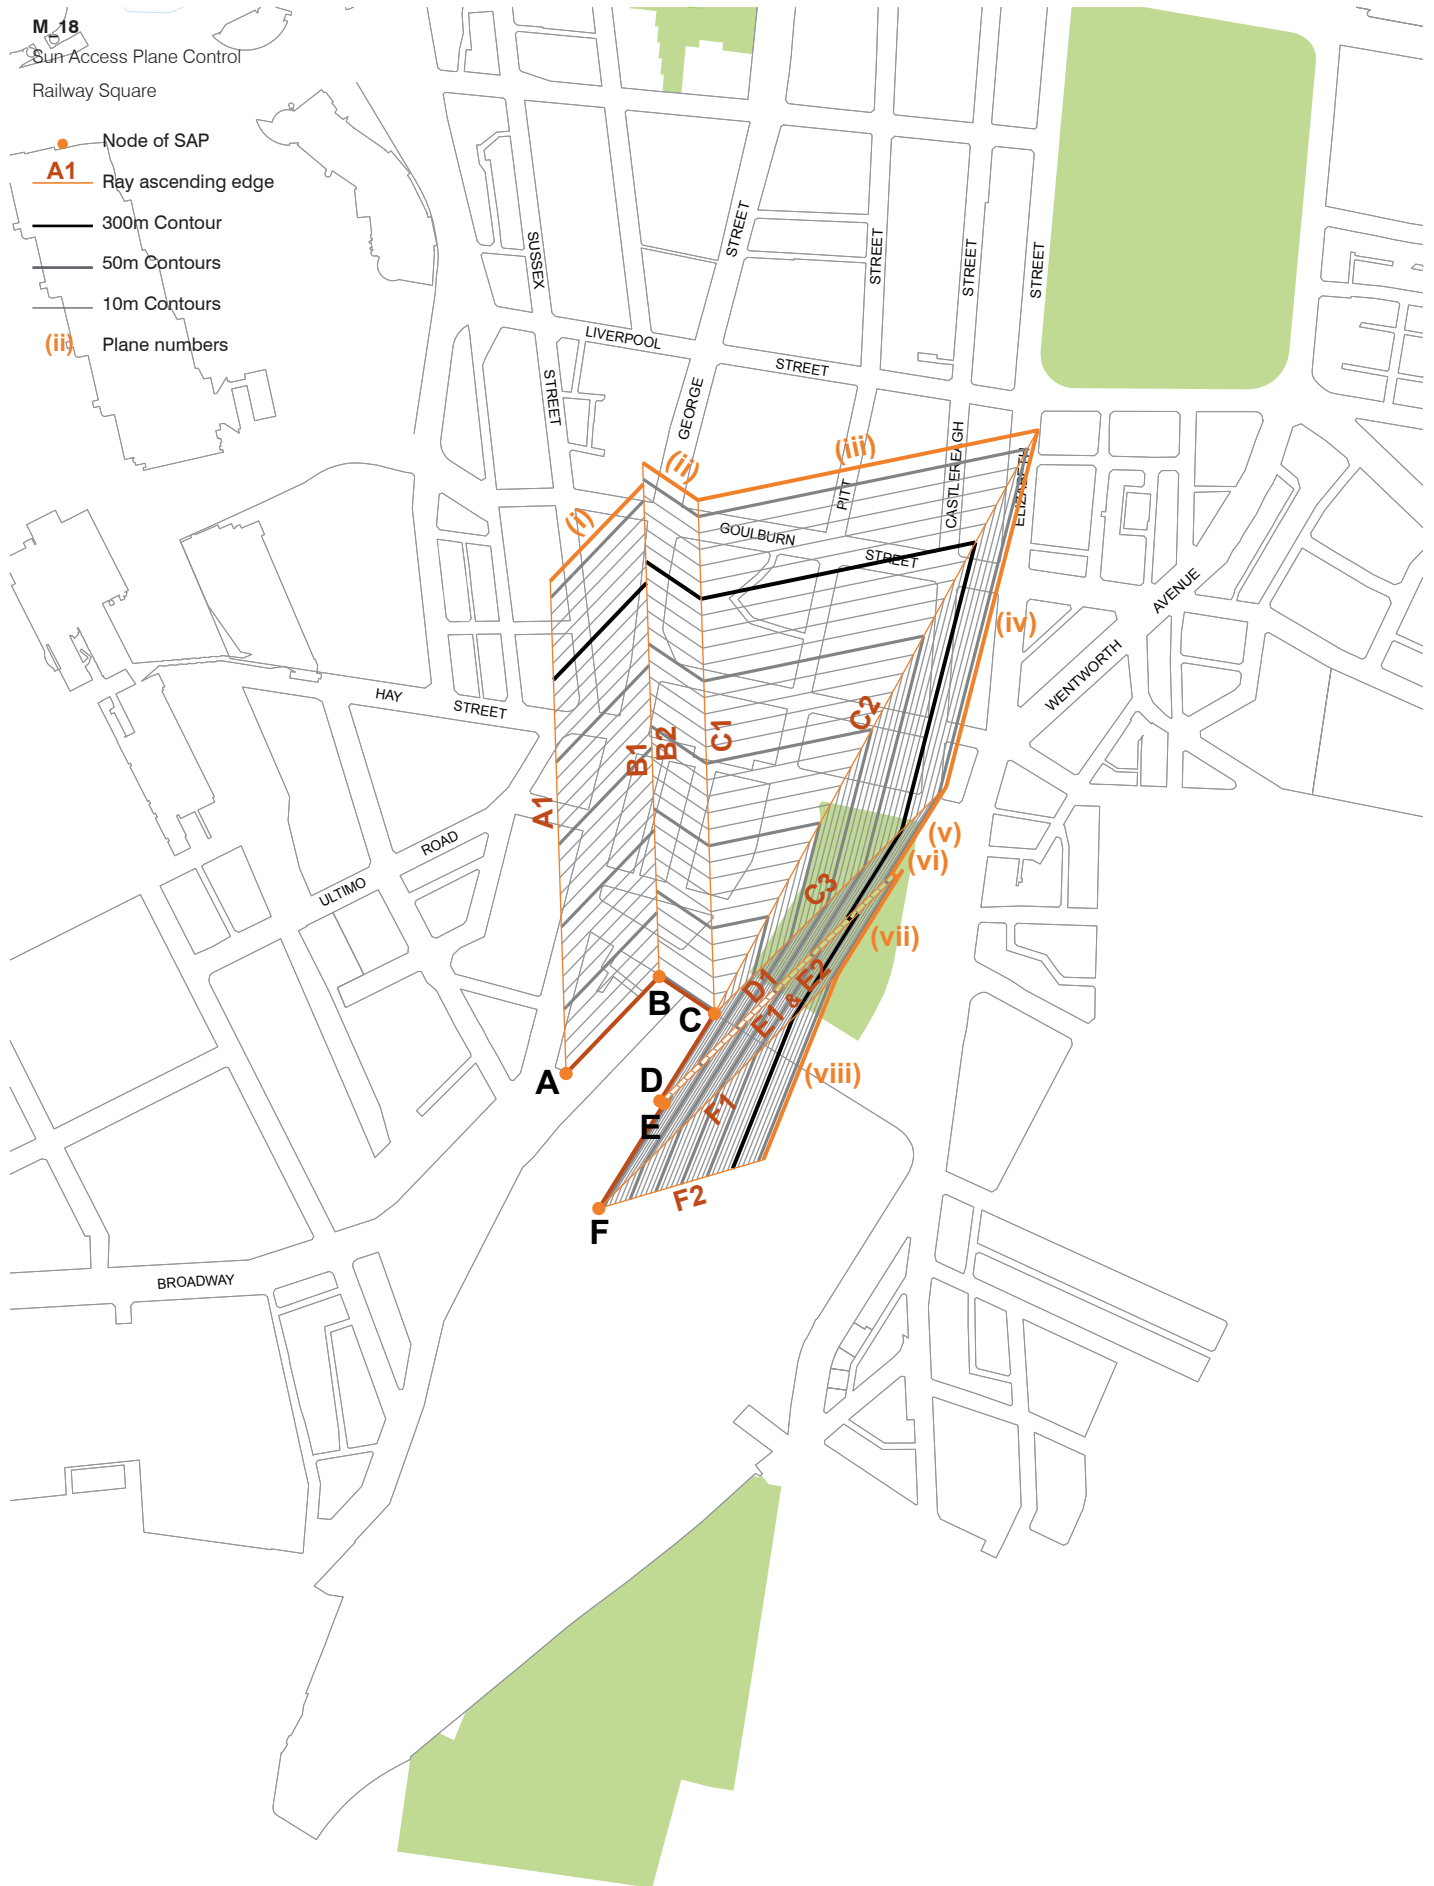 M_18
Sun Access Plane Control
Railway Square
Node of SAP
A1
Ray ascending edge
300m Contour
50m Contours
10m Contours
(ii)
Plane numbers
SUSSEX
STREET
STREET
STREET
STREET
STREET
LIVERPOOL
STREET
GEORGE
PITT
CASTLEREAGH
ELIZABETH
(i)
(ii)
(iii)
GOULBURN
STREET
AVENUE
WENTWORTH
(iv)
HAY
STREET
A1
B1
B2
C1
C2
ROAD
ULTIMO
C3
(v)
(vi)
(vii)
D1
E1 & F2
B
C
A
D
E
F1
(viii)
F2
F
BROADWAY